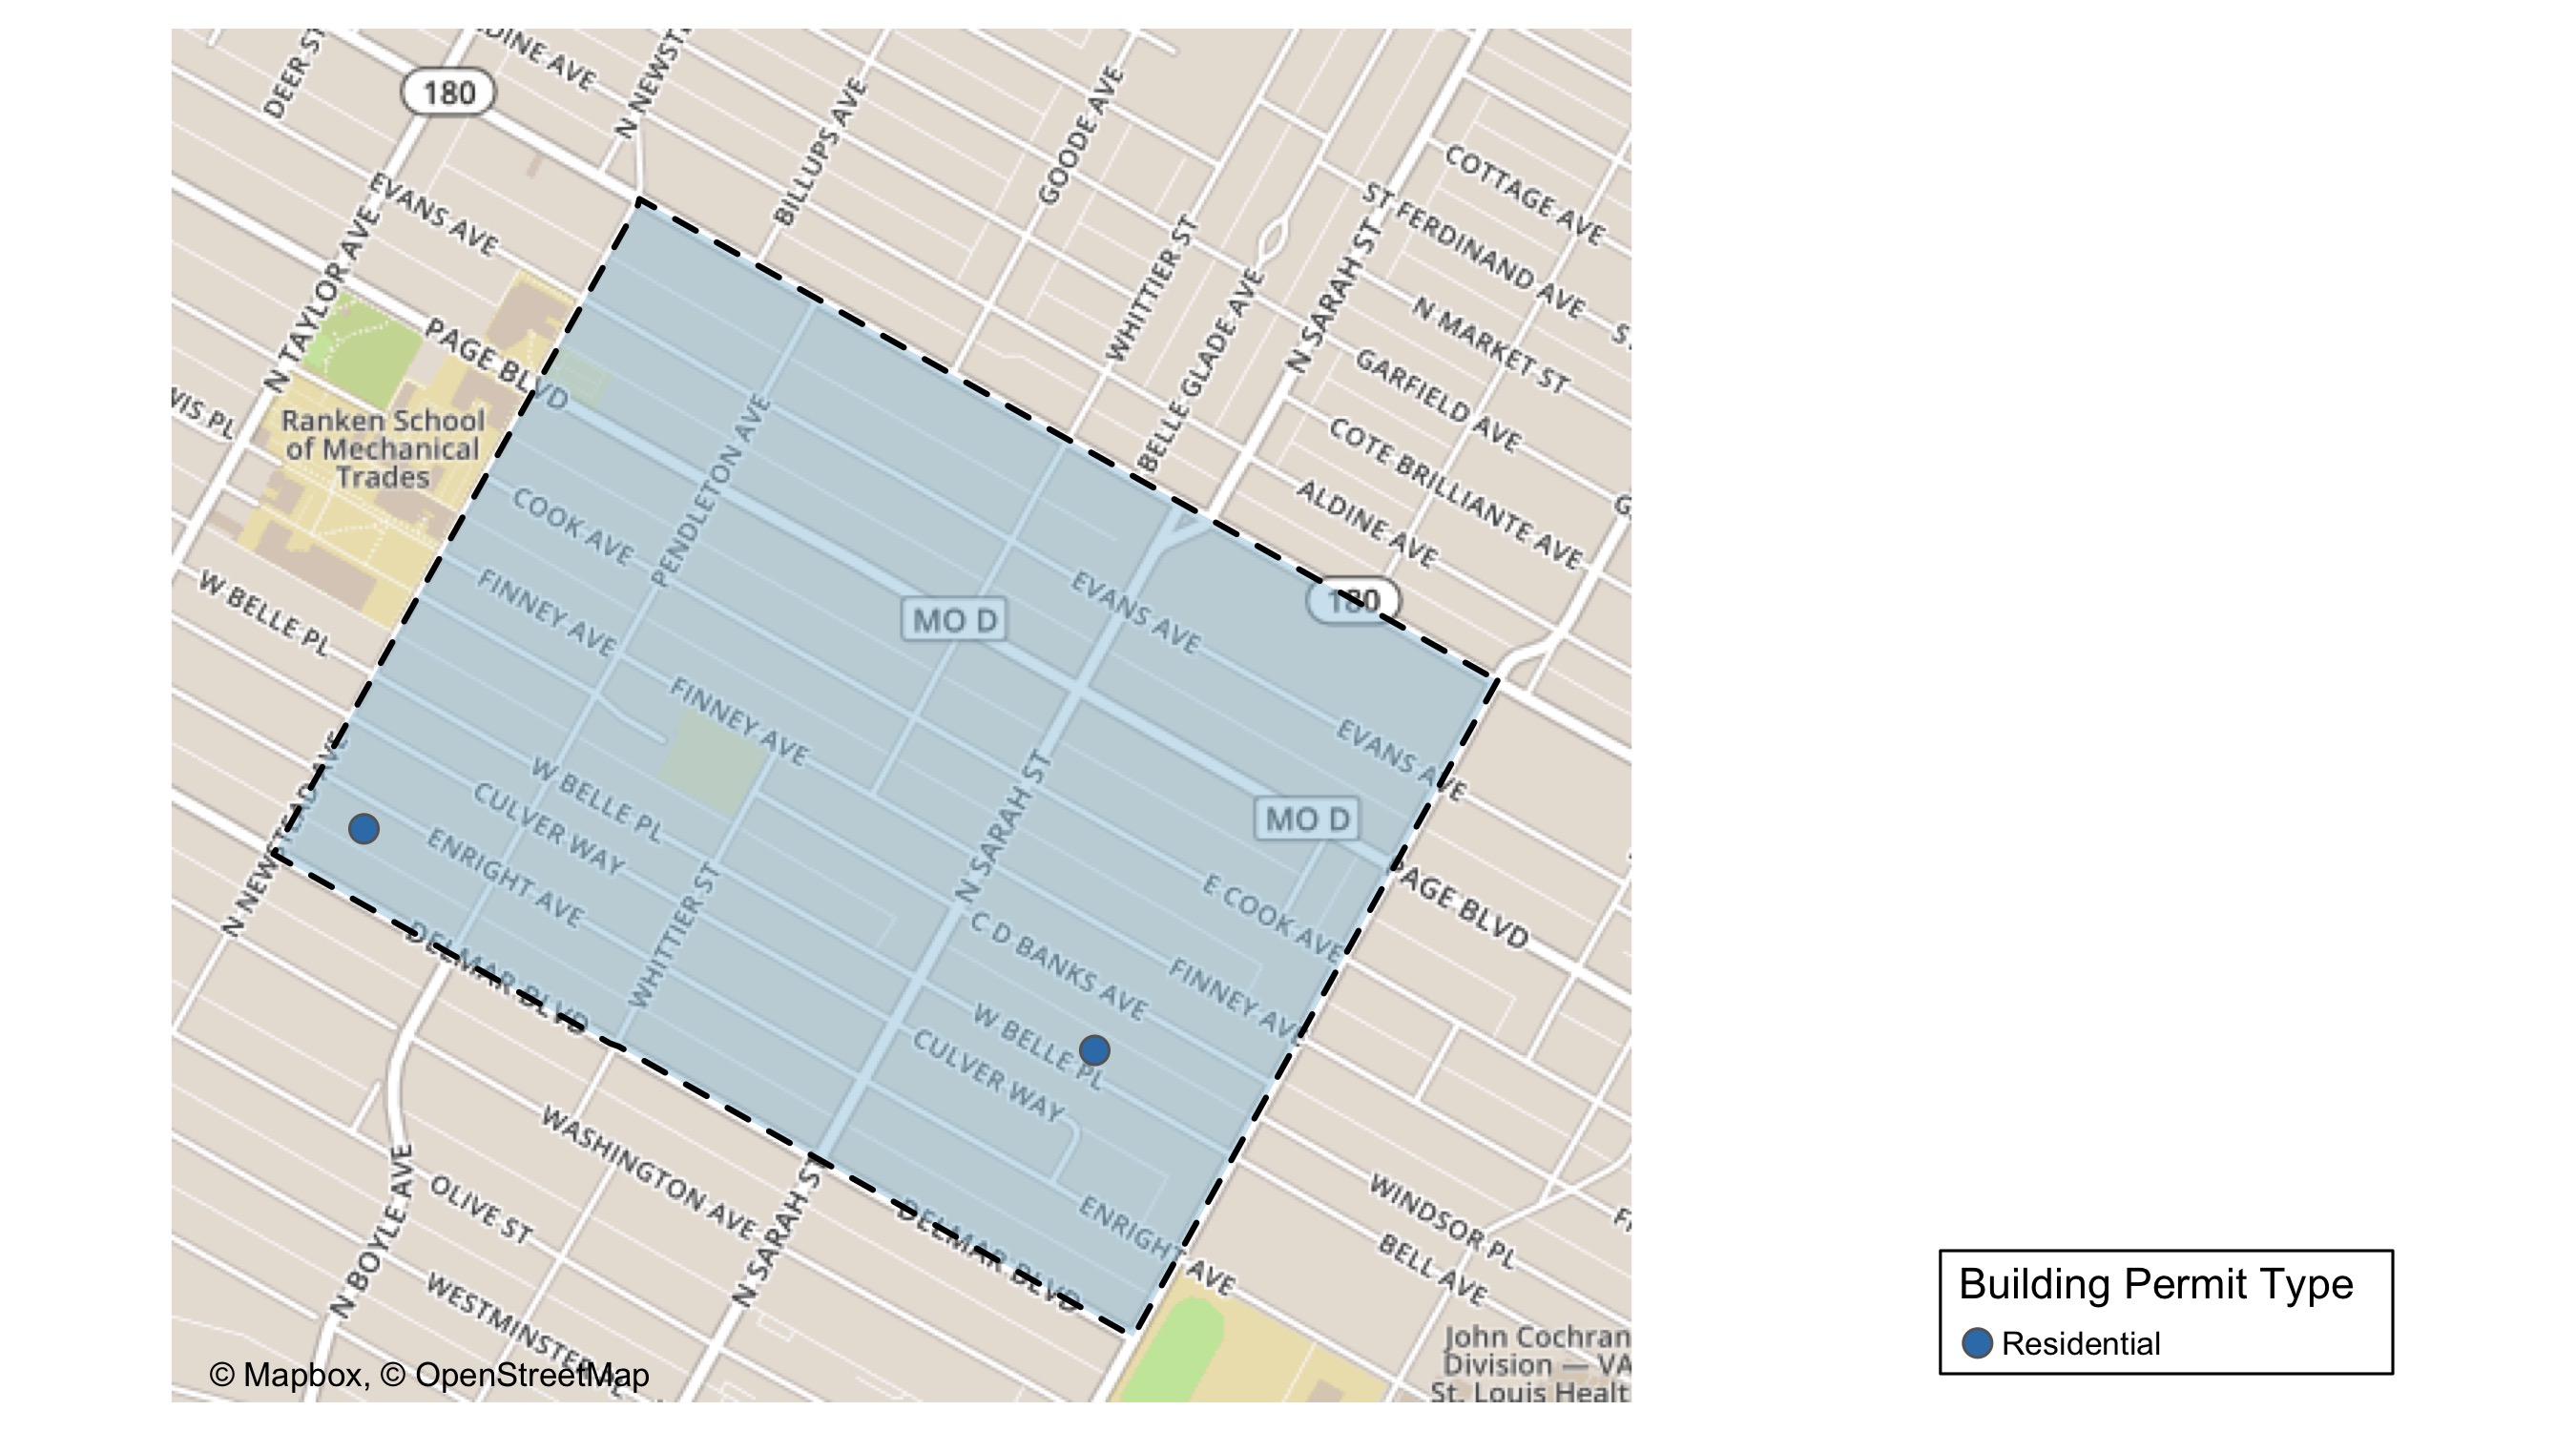 DEER ST
DINE AVE
N NEWST
180
BILLUPS AVE
GOODE AVE
COTTAGE AVE
ST FERDINAND AVE
EVANS AVE
WHITTIER ST
BELLE GLADE AVE
N SARAH ST
N MARKET ST
S
N TAYLOR AVE
PAGE BLVD
GARFIELD AVE
VIS PL
Ranken School
of Mechanical
Trades
PENDLETON AVE
COTE BRILLIANTE AVE
ALDINE AVE
G
COOK AVE
FINNEY AVE
W BELLE PL
MO D
EVANS AVE
180
FINNEY AVE
EVANS AVE
W BELLE PL
CULVER WAY
ENRIGHT AVE
N SARAH ST
MO D
N NEWSTEAD AVE
WHITTIER ST
DELMAR BLVD
E COOK AVE
PAGE BLVD
C D BANKS AVE
FINNEY AVE
W BELLE PL
CULVER WAY
WASHINGTON AVE
N BOYLE AVE
OLIVE ST
N SARAH ST
DELMAR BLVD
ENRIGHT AVE
WINDSOR PL
BELL AVE
WESTMINSTER PL
John Cochran
Division — VA
St. Louis Healt
© Mapbox, © OpenStreetMap
Building Permit Type
Residential